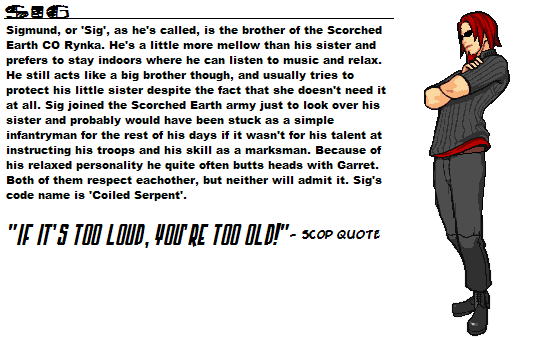 SIG
Sigmund, or 'Sig', as he's called, is the brother of the Scorched
Earth CO Rynka. He's a little more mellow than his sister and
prefers to stay indoors where he can listen to music and relax.
He still acts like a big brother though, and usually tries to
protect his little sister despite the fact that she doesn't need it
at all. Sig joined the Scorched Earth army just to look over his
sister and probably would have been stuck as a simple
infantryman for the rest of his days if it wasn't for his talent at
instructing his troops and his skill as a marksman. Because of
his relaxed personality he quite often butts heads with Garret.
Both of them respect eachother, but neither will admit it. Sig's
code name is 'Coiled Serpent'.
"IF IT'S TOO LOUD, YOU'RE TOO OLD!" - SCOP QUOTE